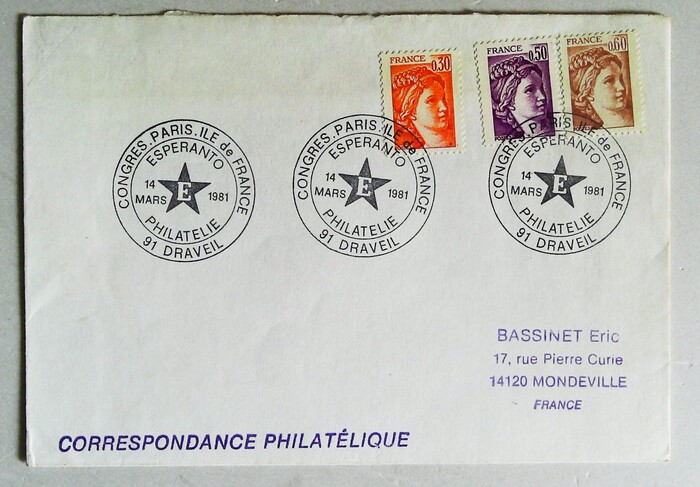 FRANCE 0.30
FRANCE 0.50
FRANCE 0.60
CONGRES.PARIS.ILE de FRANCE
ESPERANTO
14 MARS E 1981
PHILATELIE
91 DRAVEIL
CONGRES.PARIS.ILE de FRANCE
ESPERANTO
14 MARS E 1981
PHILATELIE
91 DRAVEIL
CONGRES.PARIS.ILE de FRANCE
ESPERANTO
14 MARS E 1981
PHILATELIE
91 DRAVEIL
BASSINET Eric
17, rue Pierre Curie
14120 MONDEVILLE
FRANCE
CORRESPONDANCE PHILATÉLIQUE